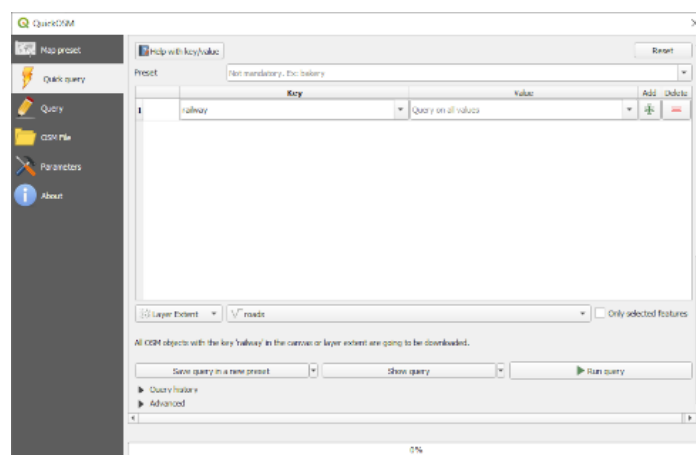 QuickOSM
Map preset
Quick query
Query
OSM File
Parameters
About
Help with key/value
Reset
Preset
Not mandatory. Ex: bakery
Key Value Add Delete
1 railway Query on all values
Layer Extent roads Only selected features
All OSM objects with the key 'railway' in the canvas or layer extent are going to be downloaded.
Save query in a new preset Show query Run query
Query history
Advanced
0%